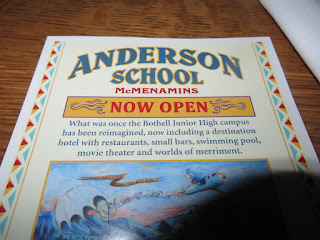 ANDERSON
SCHOOL
McMENAMINS
NOW OPEN
What was once the Bothell Junior High campus
has been reimagined, now including a destination
hotel with restaurants, small bars, swimming pool,
movie theater and worlds of merriment.